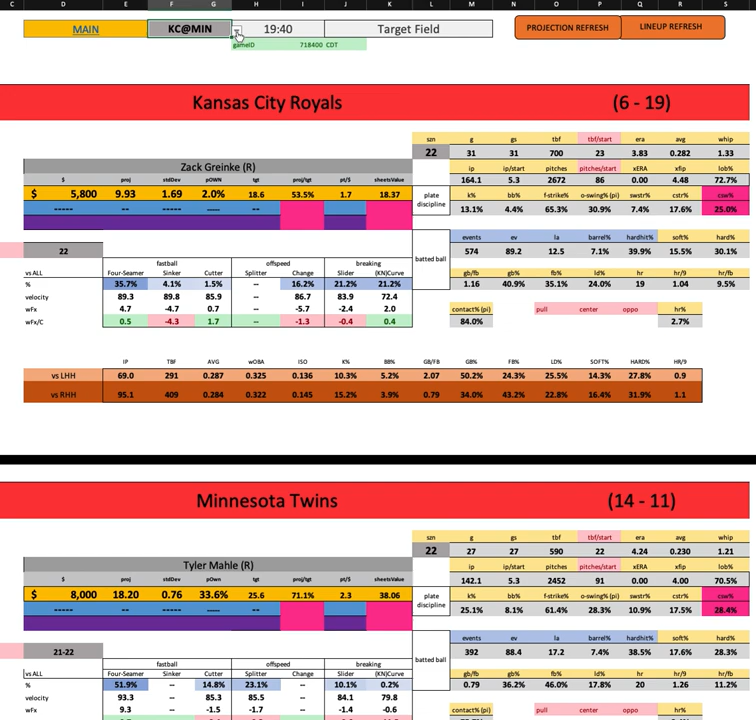 C D E F G H I J K L M N O P Q R S
MAIN KC@MIN 19:40 Target Field PROJECTION REFRESH LINEUP REFRESH
gameID 718400 CDT
Kansas City Royals (6 - 19)
szn g gs tbf tbf/start era avg whip
22 31 31 700 23 3.83 0.282 1.33
Zack Greinke (R) ip ip/start pitches pitches/start xERA xfip lob%
$ proj stdDev pOWN tgt proj/tgt pt/$ sheetsValue 164.1 5.3 2672 86 0.00 4.48 72.7%
$ 5,800 9.93 1.69 2.0% 18.6 53.5% 1.7 18.37 plate discipline k% bb% f-strike% o-swing% (pi) swstr% cstr% csw%
----- -- -- ---- -- 13.1% 4.4% 65.3% 30.9% 7.4% 17.6% 25.0%
events ev la barrel% hardhit% soft% hard%
22 batted ball 574 89.2 12.5 7.1% 39.9% 15.5% 30.1%
fastball offspeed breaking
vs ALL Four-Seamer Sinker Cutter Splitter Change Slider (KN)Curve gb/fb gb% fb% ld% hr hr/9 hr/fb
% 35.7% 4.1% 1.5% -- 16.2% 21.2% 21.2% 1.16 40.9% 35.1% 24.0% 19 1.04 9.5%
velocity 89.3 89.8 85.9 -- 86.7 83.9 72.4
wFx 4.7 -4.7 0.7 -- -5.7 -2.4 2.0 contact% (pi) pull center oppo hr%
wFx/C 0.5 -4.3 1.7 -- -1.3 -0.4 0.4 84.0% 2.7%
IP TBF AVG wOBA ISO K% BB% GB/FB GB% FB% LD% SOFT% HARD% HR/9
vs LHH 69.0 291 0.287 0.325 0.136 10.3% 5.2% 2.07 50.2% 24.3% 25.5% 14.3% 27.8% 0.9
vs RHH 95.1 409 0.284 0.322 0.145 15.2% 3.9% 0.79 34.0% 43.2% 22.8% 16.4% 31.9% 1.1
Minnesota Twins (14 - 11)
szn g gs tbf tbf/start era avg whip
22 27 27 590 22 4.24 0.230 1.21
Tyler Mahle (R) ip ip/start pitches pitches/start xERA xfip lob%
$ proj stdDev pOwn tgt proj/tgt pt/$ sheetsValue 142.1 5.3 2452 91 0.00 4.00 70.5%
$ 8,000 18.20 0.76 33.6% 25.6 71.1% 2.3 38.06 plate discipline k% bb% f-strike% o-swing% (pi) swstr% cstr% csw%
----- -- -- ---- -- 25.1% 8.1% 61.4% 28.3% 10.9% 17.5% 28.4%
events ev la barrel% hardhit% soft% hard%
21-22 batted ball 392 88.4 17.2 7.4% 38.5% 17.6% 28.3%
fastball offspeed breaking
vs ALL Four-Seamer Sinker Cutter Splitter Change Slider (KN)Curve gb/fb gb% fb% ld% hr hr/9 hr/fb
% 51.9% -- 14.8% 23.1% -- 10.1% 0.2% 0.79 36.2% 46.0% 17.8% 20 1.26 11.2%
velocity 93.3 -- 85.3 85.5 -- 84.1 79.8
wFx 9.3 -- -1.5 -1.7 -- -1.4 -0.6 contact% (pi) pull center oppo hr%